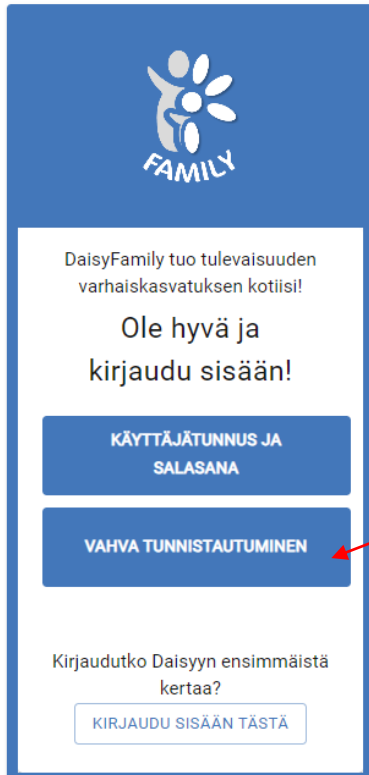 FAMILY
DaisyFamily tuo tulevaisuuden
varhaiskasvatuksen kotiisi!
Ole hyvä ja
kirjaudu sisään!
KÄYTTÄJÄTUNNUS JA
SALASANA
VAHVA TUNNISTAUTUMINEN
Kirjaudutko Daisyyn ensimmäistä
kertaa?
KIRJAUDU SISÄÄN TÄSTÄ